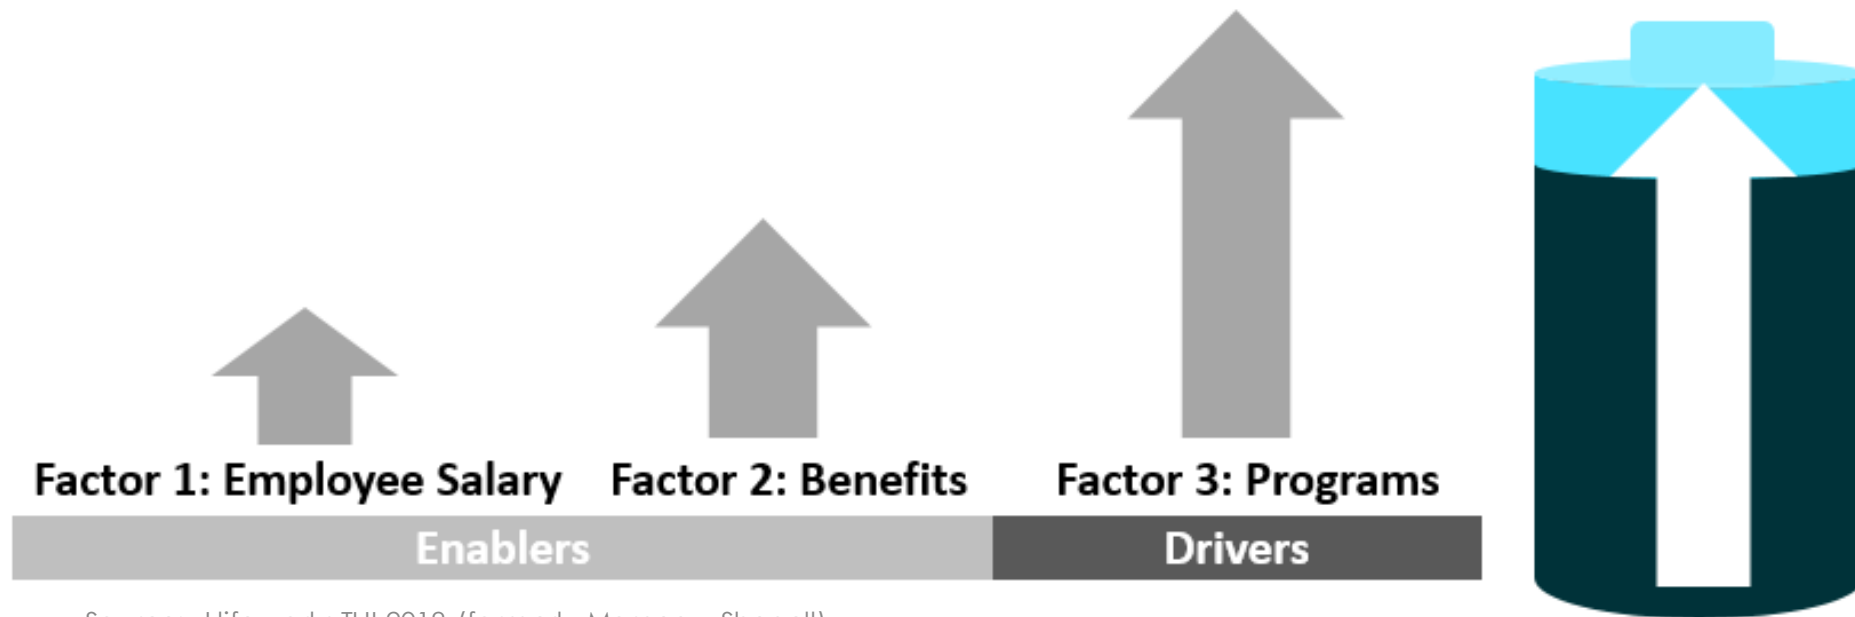 Factor 1: Employee Salary
Factor 2: Benefits
Factor 3: Programs
Enablers
Drivers